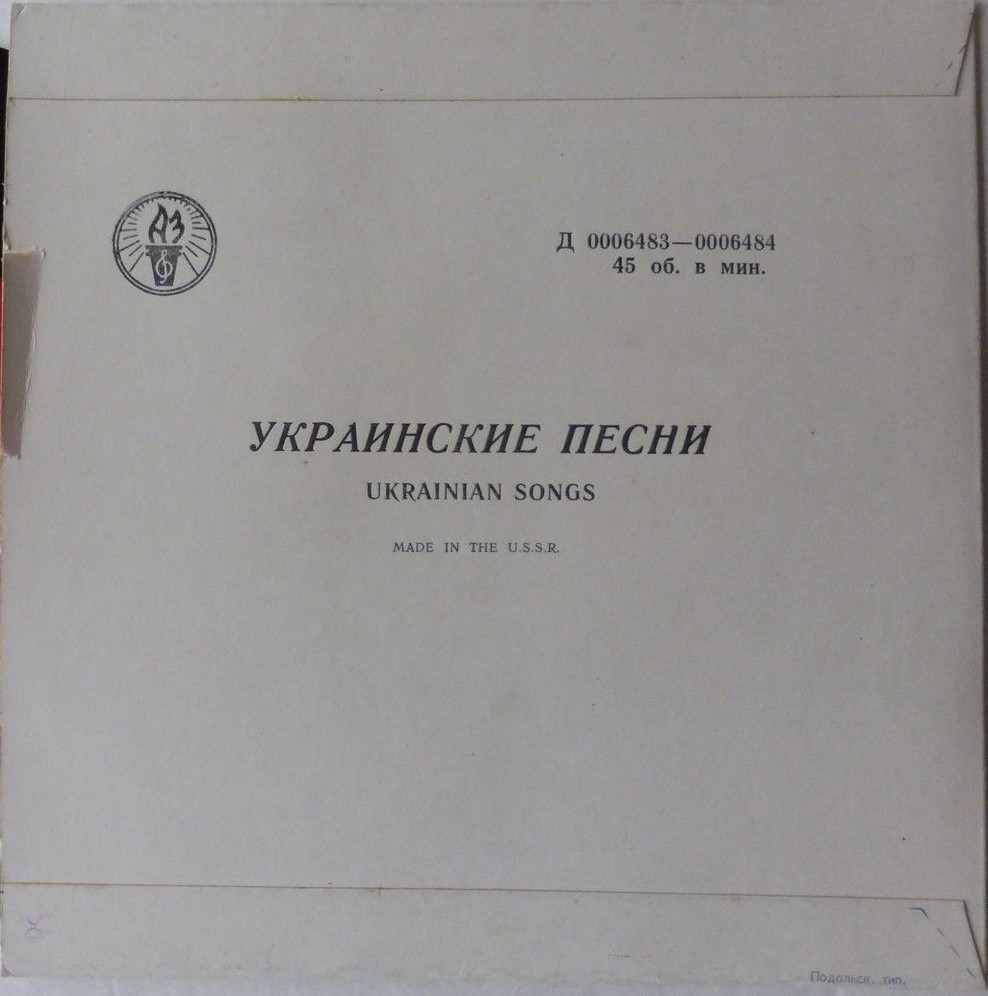 АЗ
Д 0006483—0006484
45 об. в мин.
УКРАИНСКИЕ ПЕСНИ
UKRAINIAN SONGS
MADE IN THE U.S.S.R.
Подольск. тип.